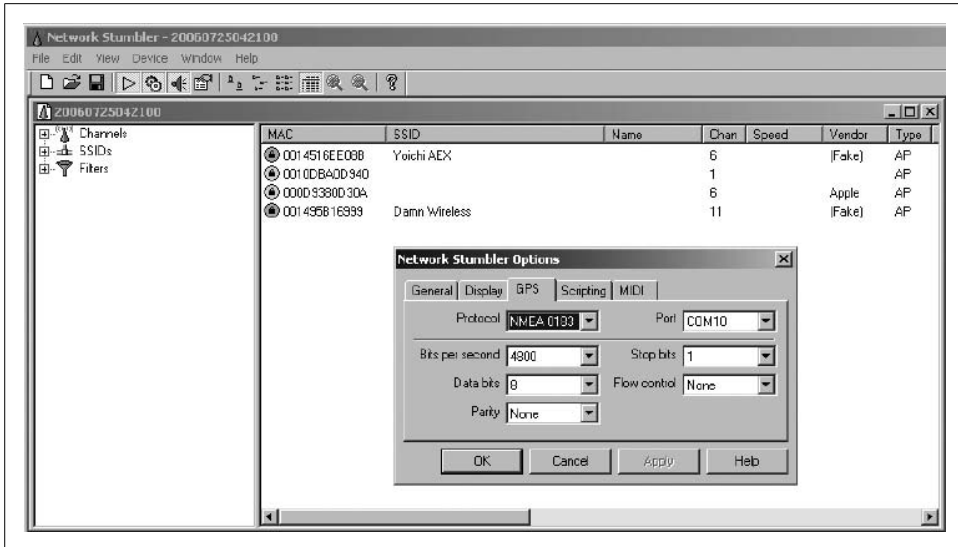 Network Stumbler - 20060725042100
File Edit View Device Window Help
20060725042100
Channels
SSIDs
Filters
MAC SSID Name Chan Speed Vendor Type
0014516EE08B Yoichi AEX 6 (Fake) AP
0010DBA0D940 1 AP
000D9380D30A 6 Apple AP
001495B16999 Damn Wireless 11 (Fake) AP
Network Stumbler Options
General Display GPS Scripting MIDI
Protocol NMEA 0183 Port COM10
Bits per second 4800 Stop bits 1
Data bits 8 Flow control None
Parity None
OK Cancel Apply Help